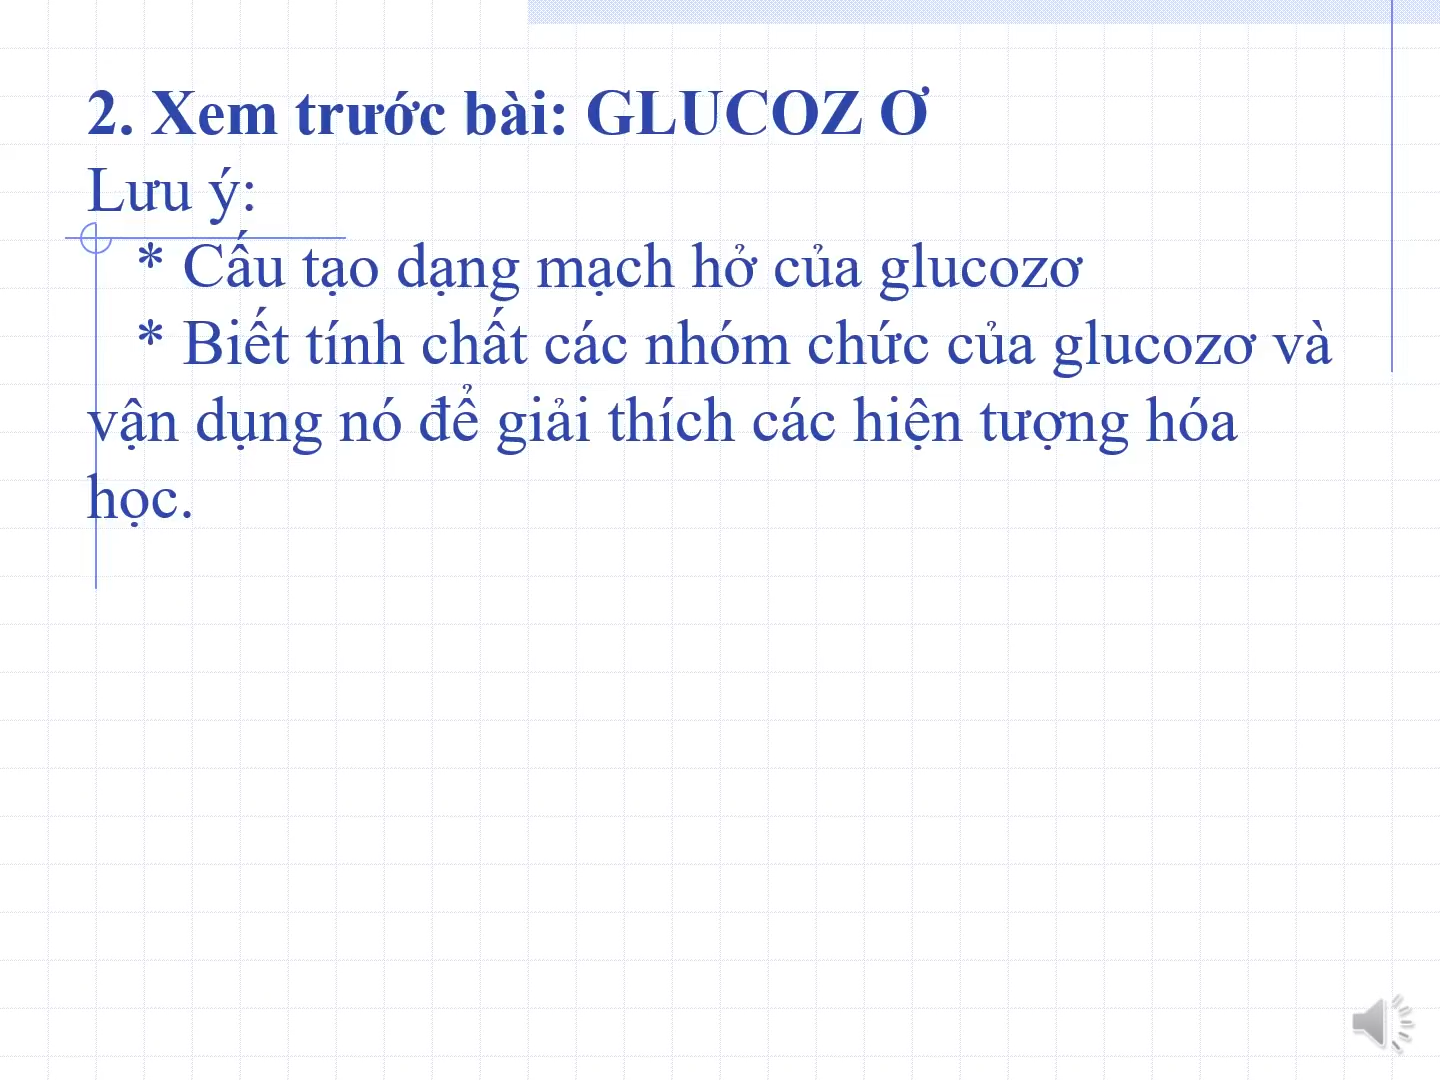 2. Xem trước bài: GLUCOZ Ơ
Lưu ý:
* Cấu tạo dạng mạch hở của glucozơ
* Biết tính chất các nhóm chức của glucozơ và
vận dụng nó để giải thích các hiện tượng hóa
học.